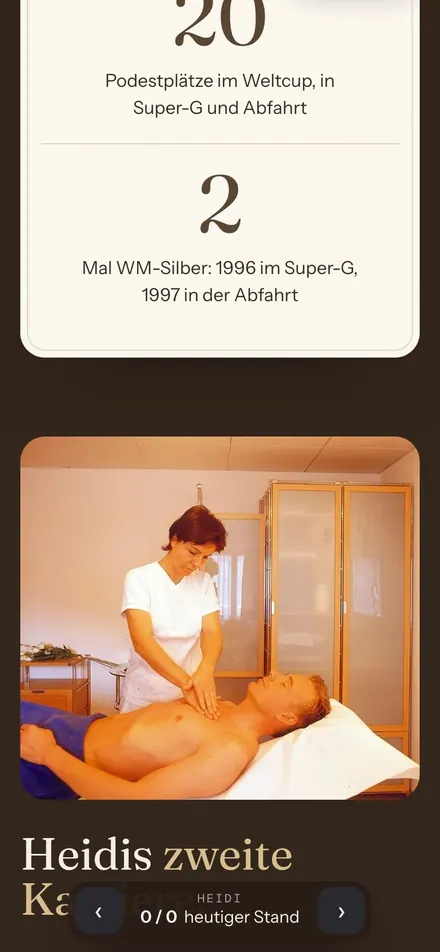 20
Podestplätze im Weltcup, in
Super-G und Abfahrt
2
Mal WM-Silber: 1996 im Super-G,
1997 in der Abfahrt
Heidis zweite
HEIDI
‹ 0 / 0 heutiger Stand ›